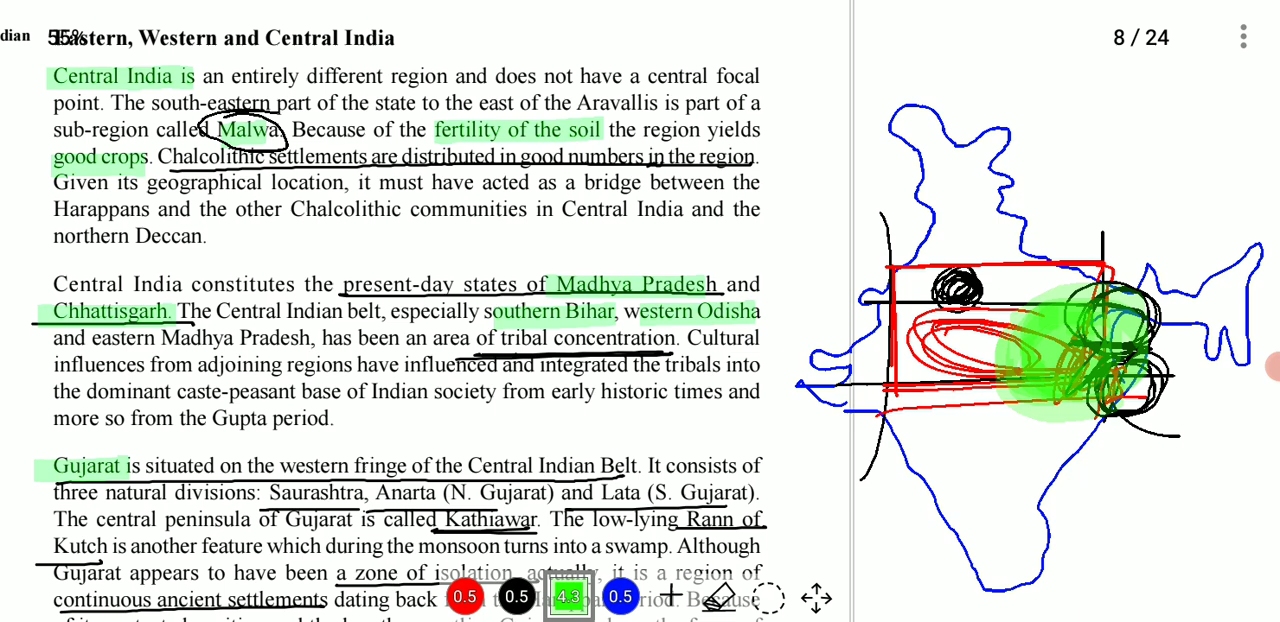 dian 55% Eastern, Western and Central India
8 / 24
Central India is an entirely different region and does not have a central focal
point. The south-eastern part of the state to the east of the Aravallis is part of a
sub-region called Malwa. Because of the fertility of the soil the region yields
good crops. Chalcolithic settlements are distributed in good numbers in the region.
Given its geographical location, it must have acted as a bridge between the
Harappans and the other Chalcolithic communities in Central India and the
northern Deccan.
Central India constitutes the present-day states of Madhya Pradesh and
Chhattisgarh. The Central Indian belt, especially southern Bihar, western Odisha
and eastern Madhya Pradesh, has been an area of tribal concentration. Cultural
influences from adjoining regions have influenced and integrated the tribals into
the dominant caste-peasant base of Indian society from early historic times and
more so from the Gupta period.
Gujarat is situated on the western fringe of the Central Indian Belt. It consists of
three natural divisions: Saurashtra, Anarta (N. Gujarat) and Lata (S. Gujarat).
The central peninsula of Gujarat is called Kathiawar. The low-lying Rann of
Kutch is another feature which during the monsoon turns into a swamp. Although
Gujarat appears to have been a zone of isolation, actually, it is a region of
continuous ancient settlements dating back period. Because
0.5 0.5 4.3 0.5